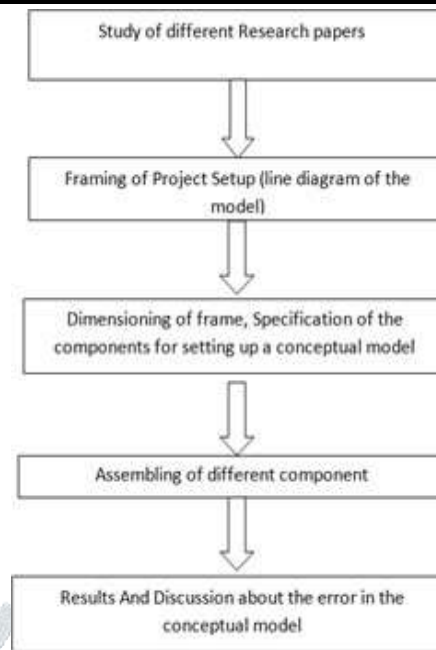 Study of different Research papers
Framing of Project Setup (line diagram of the
model)
Dimensioning of frame, Specification of the
components for setting up a conceptual model
Assembling of different component
Results And Discussion about the error in the
conceptual model